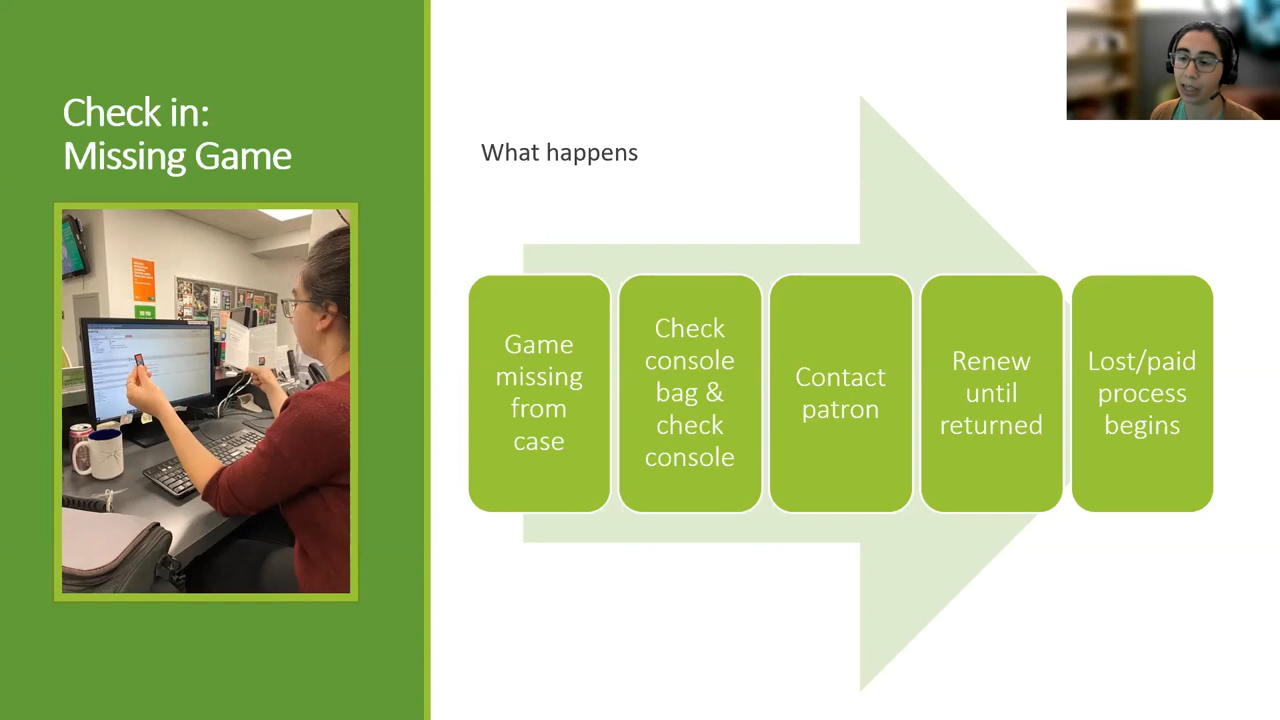 Check in:
Missing Game
What happens
Game
missing
from
case
Check
console
bag &
check
console
Contact
patron
Renew
until
returned
Lost/paid
process
begins